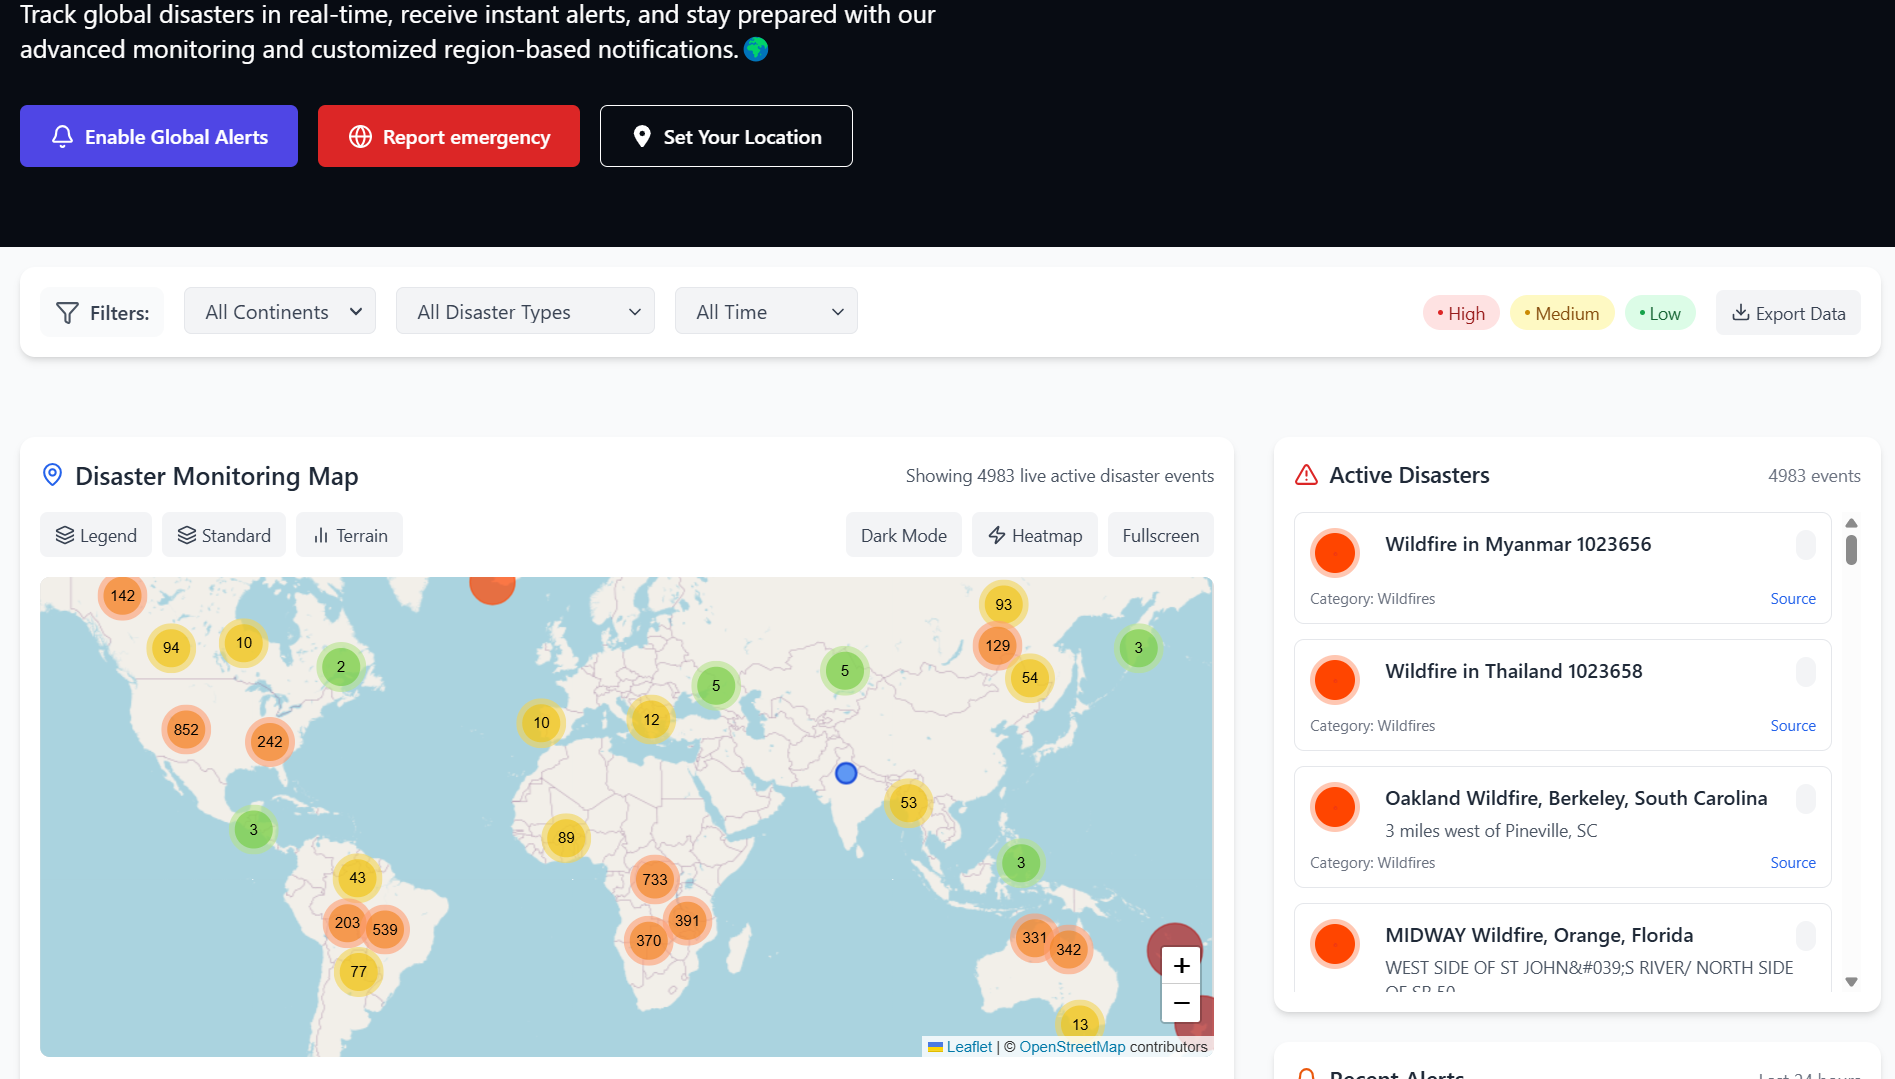 Track global disasters in real-time, receive instant alerts, and stay prepared with our
advanced monitoring and customized region-based notifications.🌍
Enable Global Alerts
Report emergency
Set Your Location
Filters:
All Continents
All Disaster Types
All Time
• High
• Medium
• Low
Export Data
Disaster Monitoring Map
Showing 4983 live active disaster events
Legend
Standard
Terrain
Dark Mode
Heatmap
Fullscreen
142
94
10
2
852
242
3
43
203
539
77
10
12
5
5
89
733
391
370
93
129
54
3
53
3
331
342
13
+
−
Leaflet | © OpenStreetMap contributors
Active Disasters
4983 events
Wildfire in Myanmar 1023656
Category: Wildfires
Source
Wildfire in Thailand 1023658
Category: Wildfires
Source
Oakland Wildfire, Berkeley, South Carolina
3 miles west of Pineville, SC
Category: Wildfires
Source
MIDWAY Wildfire, Orange, Florida
WEST SIDE OF ST JOHN&#039;S RIVER/ NORTH SIDE
OF SR 50
Recent Alerts
Last 24 hours